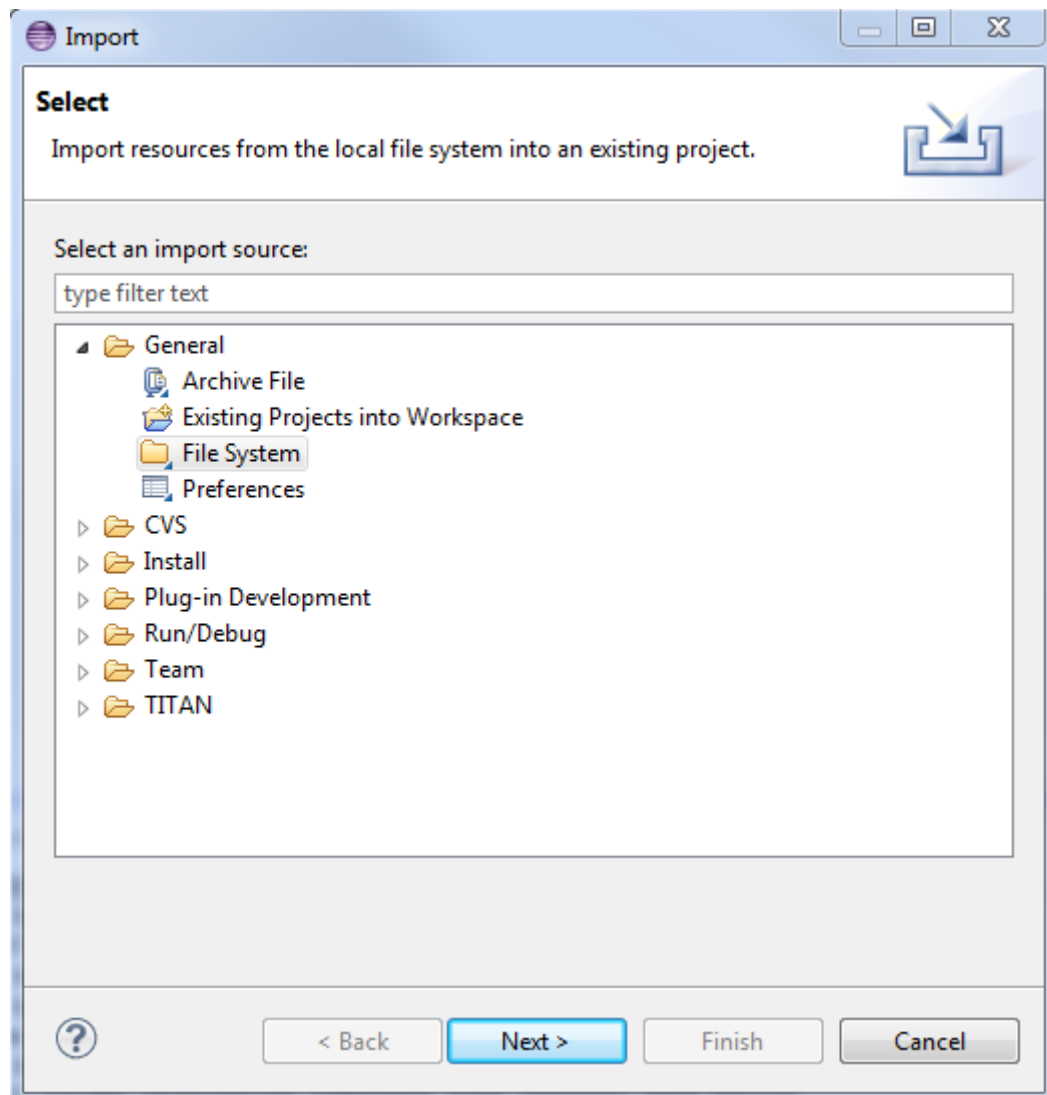 Import
Select
Import resources from the local file system into an existing project.
Select an import source:
type filter text
General
Archive File
Existing Projects into Workspace
File System
Preferences
CVS
Install
Plug-in Development
Run/Debug
Team
TITAN
?
< Back
Next >
Finish
Cancel